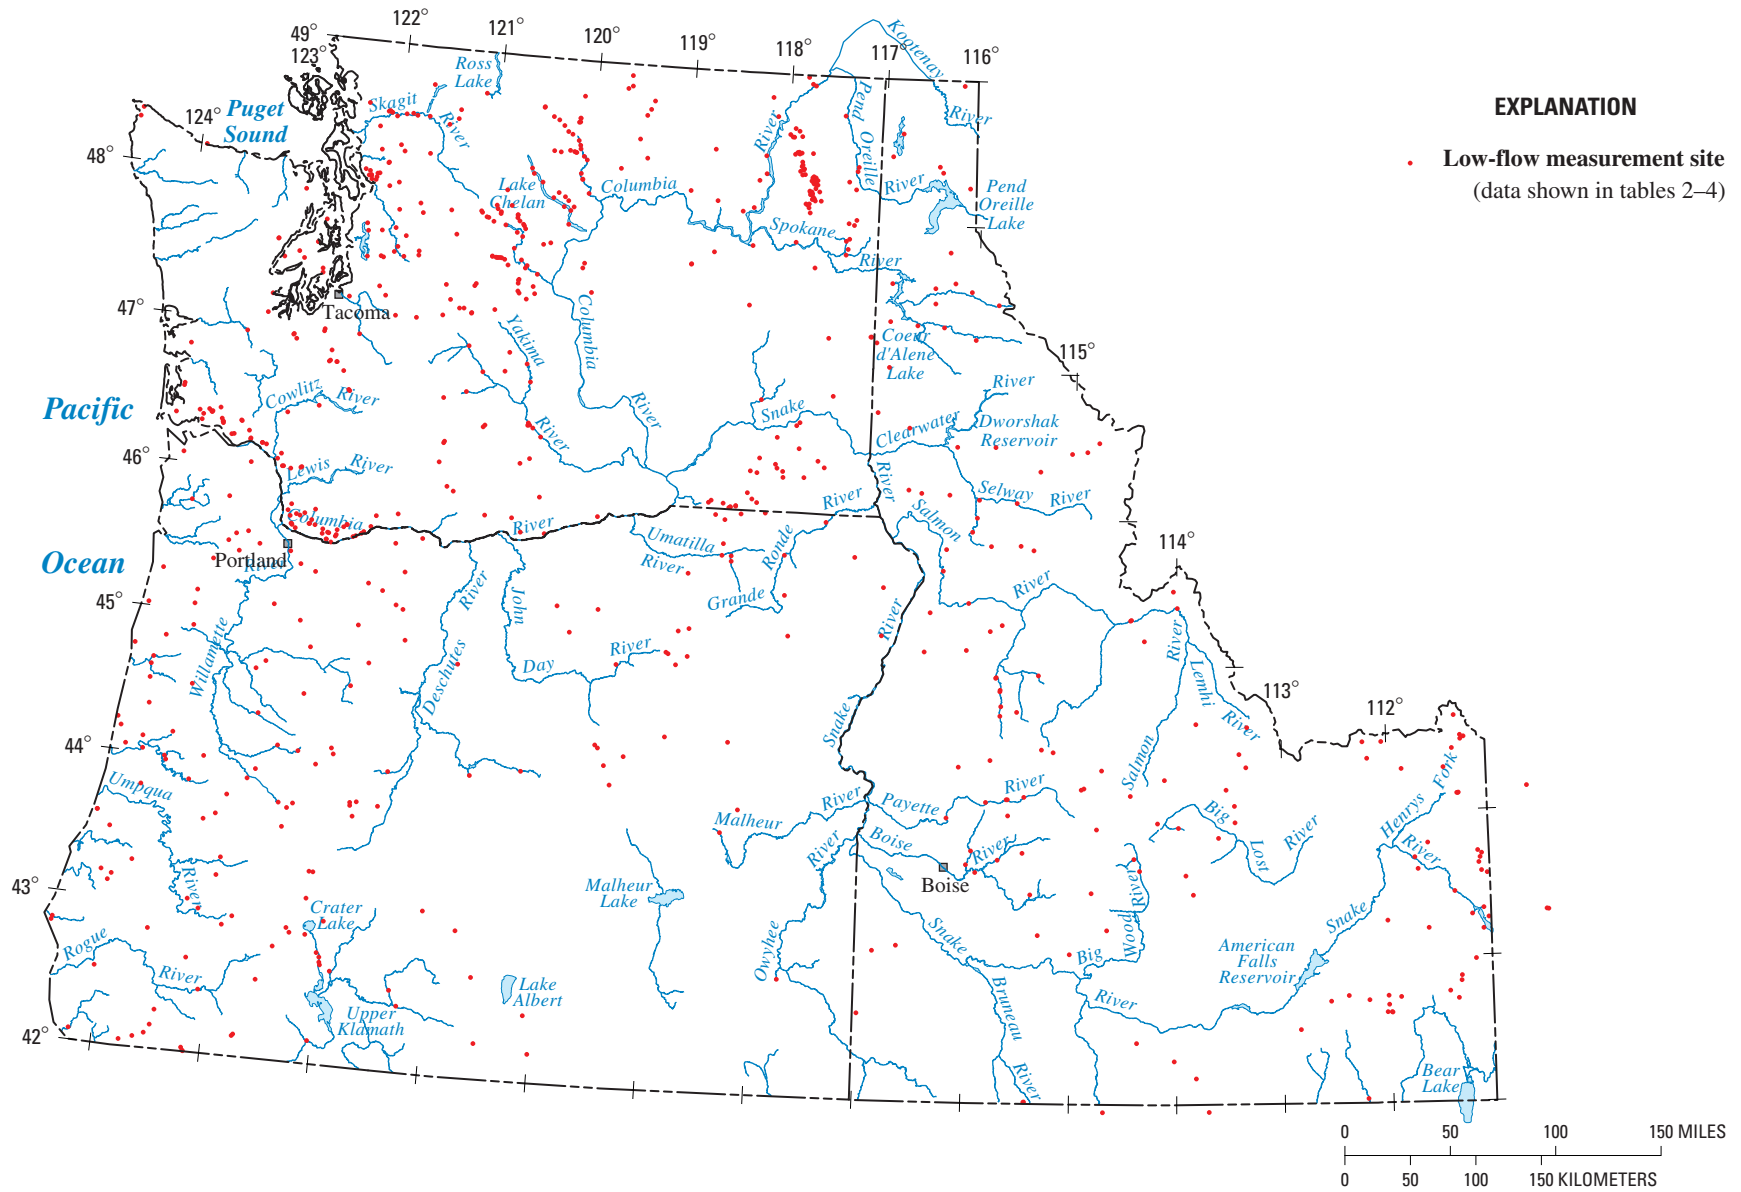 122°
121°
120°
119°
118°
117°
116°
49°
123°
124°
48°
47°
46°
45°
44°
43°
42°
115°
114°
113°
112°
Puget
Sound
Pacific
Ocean
Ross
Lake
Skagit
River
Lake
Chelan
Columbia
River
Kootenay
River
Pend
Oreille
River
Pend
Oreille
Lake
Spokane
River
Tacoma
Columbia
River
Yakima
River
Coeur
d'Alene
Lake
Cowlitz
River
Snake
River
Clearwater
River
Dworshak
Reservoir
Lewis
River
Selway
River
Columbia
River
Portland
Umatilla
River
Grande
Ronde
River
Salmon
River
Willamette
River
Deschutes
River
John
Day
River
Snake
River
Salmon
River
Lemhi
River
Umpqua
River
Malheur
River
Payette
River
Boise
River
Boise
Big
Lost
River
Henrys
Fork
River
Snake
Malheur
Lake
Crater
Lake
Rogue
River
Owyhee
River
Snake
Big
Wood
River
American
Falls
Reservoir
Lake
Albert
Upper
Klamath
Bruneau
River
River
Bear
Lake
EXPLANATION
Low-flow measurement site
(data shown in tables 2–4)
0 50 100 150 MILES
0 50 100 150 KILOMETERS